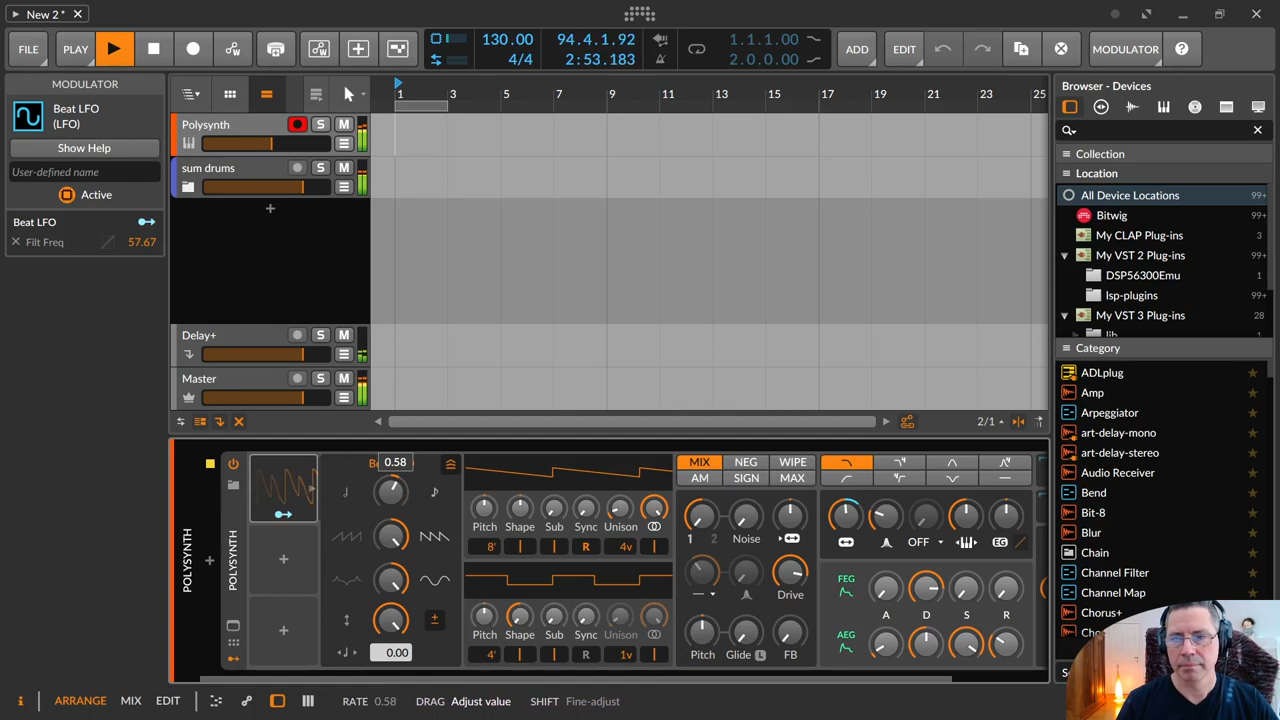 New 2 *
FILE
PLAY
130.00
4/4
94.4.1.92
2:53.183
1.1.1.00
2.0.0.00
ADD
EDIT
MODULATOR
MODULATOR
Beat LFO
(LFO)
Show Help
User-defined name
Active
Beat LFO
Filt Freq
57.67
1
3
5
7
9
11
13
15
17
19
21
23
25
Polysynth
S
M
sum drums
S
M
Delay+
S
M
Master
S
M
2/1
Browser - Devices
Collection
Location
All Device Locations
99+
Bitwig
99+
My CLAP Plug-ins
3
My VST 2 Plug-ins
99+
DSP56300Emu
1
lsp-plugins
99+
My VST 3 Plug-ins
28
lib
Category
ADLplug
Amp
Arpeggiator
art-delay-mono
art-delay-stereo
Audio Receiver
Bend
Bit-8
Blur
Chain
Channel Filter
Channel Map
Chorus+
POLYSYNTH
POLYSYNTH
0.58
0.00
Pitch
Shape
Sub
Sync
Unison
8'
R
4v
Pitch
Shape
Sub
Sync
Unison
4'
R
1v
MIX
NEG
WIPE
AM
SIGN
MAX
1
2
Noise
Drive
Pitch
Glide L
FB
OFF
EG
FEG
A
D
S
R
AEG
ARRANGE
MIX
EDIT
RATE 0.58
DRAG Adjust value
SHIFT Fine-adjust